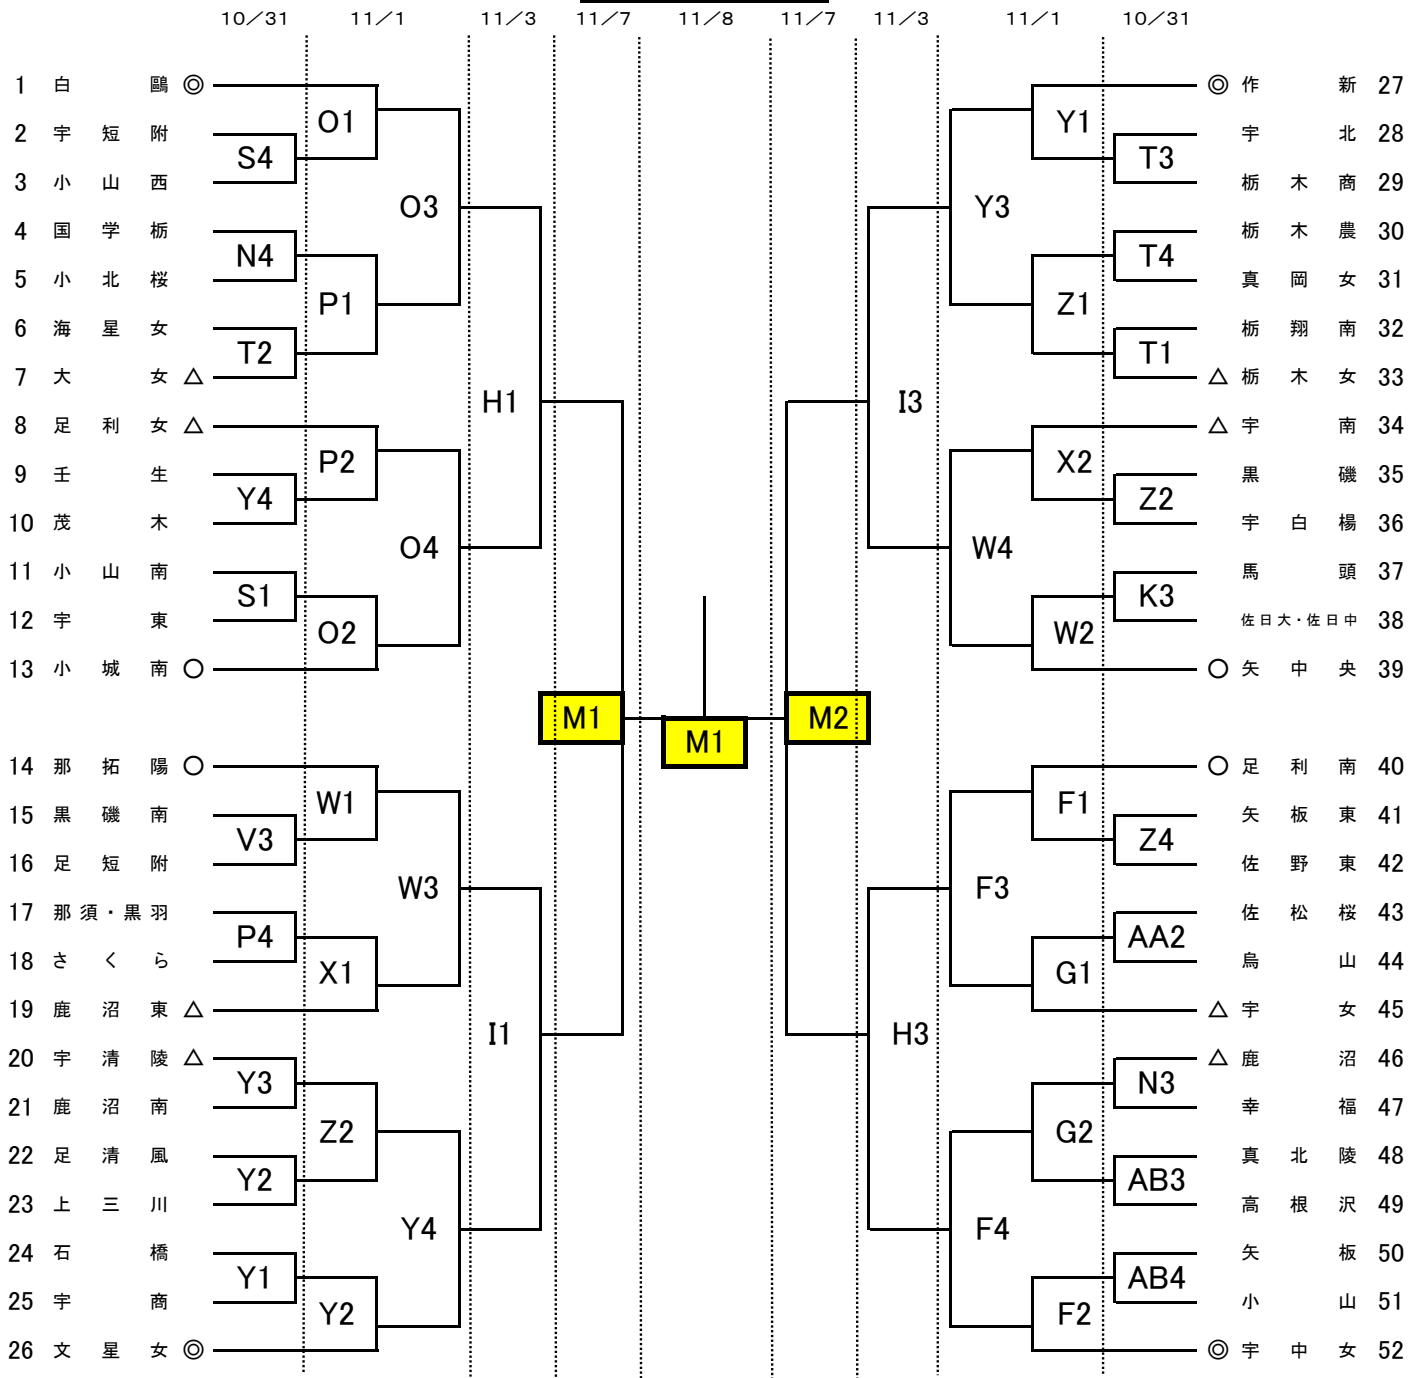 10/31 11/1 11/3 11/7 11/8 11/7 11/3 11/1 10/31
1 白鷗 ◎ ◎ 作新 27
O1 Y1
2 宇短附 宇北 28
S4 T3
3 小山西 栃木商 29
O3 Y3
4 国学栃 栃木農 30
N4 T4
5 小北桜 真岡女 31
P1 Z1
6 海星女 栃翔南 32
T2 T1
7 大女 △ △ 栃木女 33
H1 I3
8 足利女 △ △ 宇南 34
P2 X2
9 壬生 黒磯 35
Y4 Z2
10 茂木 宇白楊 36
O4 W4
11 小山南 馬頭 37
S1 K3
12 宇東 佐日大・佐日中 38
O2 W2
13 小城南 ○ ○ 矢中央 39
M1 M2
M1
14 那拓陽 ○ ○ 足利南 40
W1 F1
15 黒磯南 矢板東 41
V3 Z4
16 足短附 佐野東 42
W3 F3
17 那須・黒羽 佐松桜 43
P4 AA2
18 さくら 烏山 44
X1 G1
19 鹿沼東 △ △ 宇女 45
I1 H3
20 宇清陵 △ △ 鹿沼 46
Y3 N3
21 鹿沼南 幸福 47
Z2 G2
22 足清風 真北陵 48
Y2 AB3
23 上三川 高根沢 49
Y4 F4
24 石橋 矢板 50
Y1 AB4
25 宇商 小山 51
Y2 F2
26 文星女 ◎ ◎ 宇中女 52